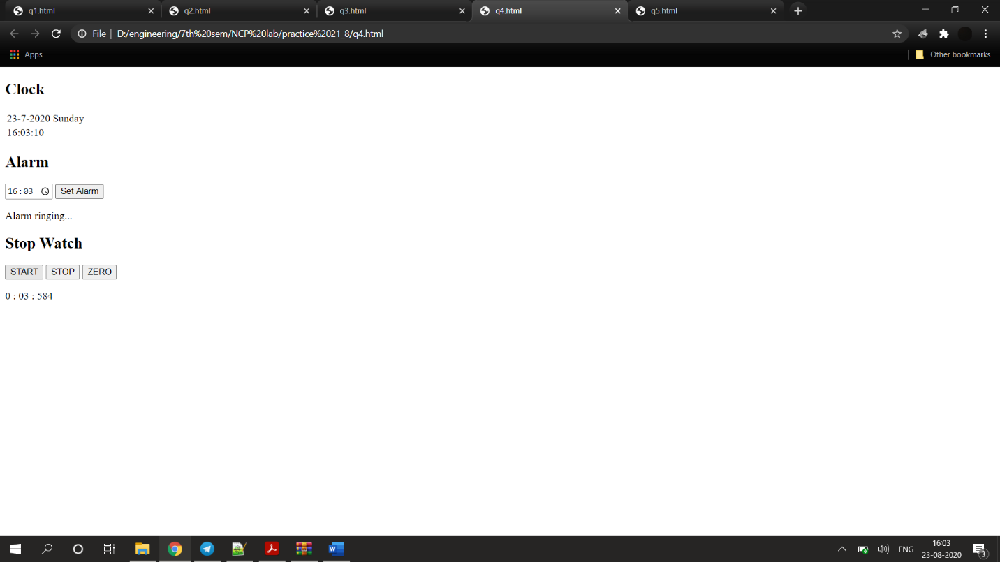 q1.html q2.html q3.html q4.html q5.html
File D:/engineering/7th%20sem/NCP%20lab/practice%2021_8/q4.html
Apps Other bookmarks
Clock
23-7-2020 Sunday
16:03:10
Alarm
16:03 Set Alarm
Alarm ringing...
Stop Watch
START STOP ZERO
0 : 03 : 584
ENG 16:03
23-08-2020 3